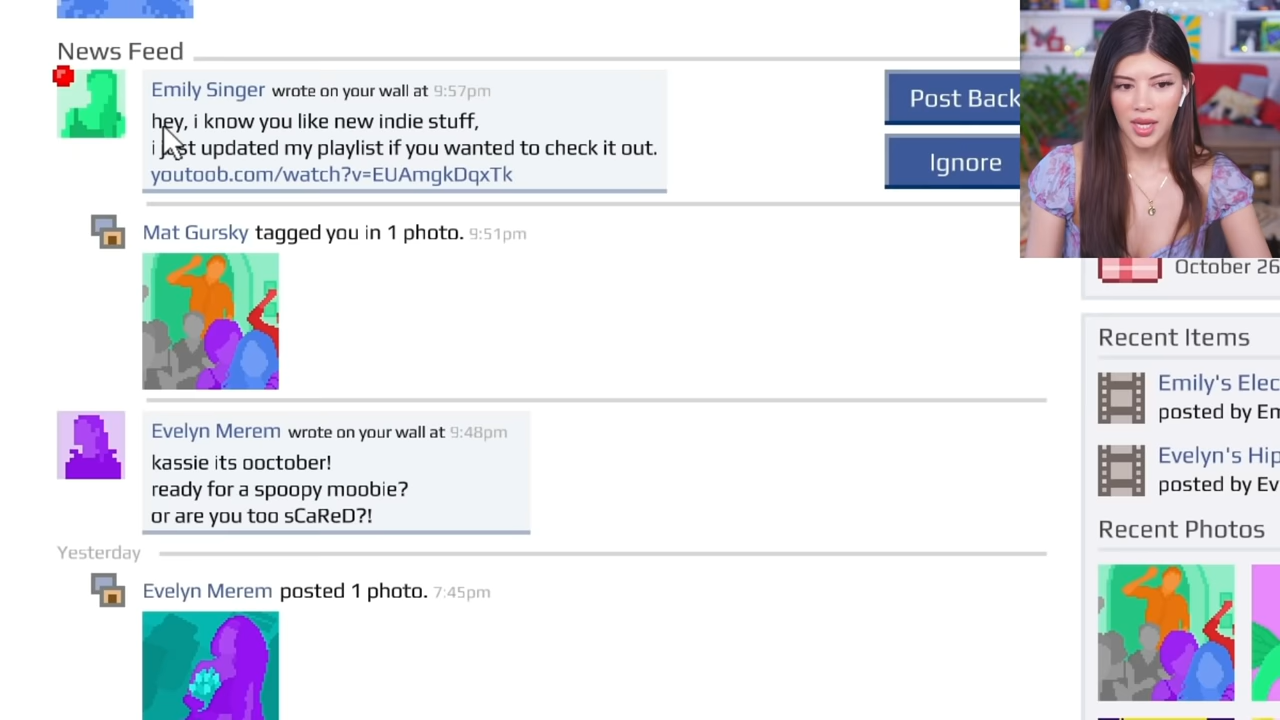 News Feed
Emily Singer wrote on your wall at 9:57pm
hey, i know you like new indie stuff,
i just updated my playlist if you wanted to check it out.
youtoob.com/watch?v=EUAmgkDqxTk
Post Back
Ignore
Mat Gursky tagged you in 1 photo. 9:51pm
October 26
Evelyn Merem wrote on your wall at 9:48pm
kassie its ooctober!
ready for a spoopy moobie?
or are you too sCaReD?!
Yesterday
Evelyn Merem posted 1 photo. 7:45pm
Recent Items
Emily's Elec
posted by Em
Evelyn's Hip
posted by Ev
Recent Photos